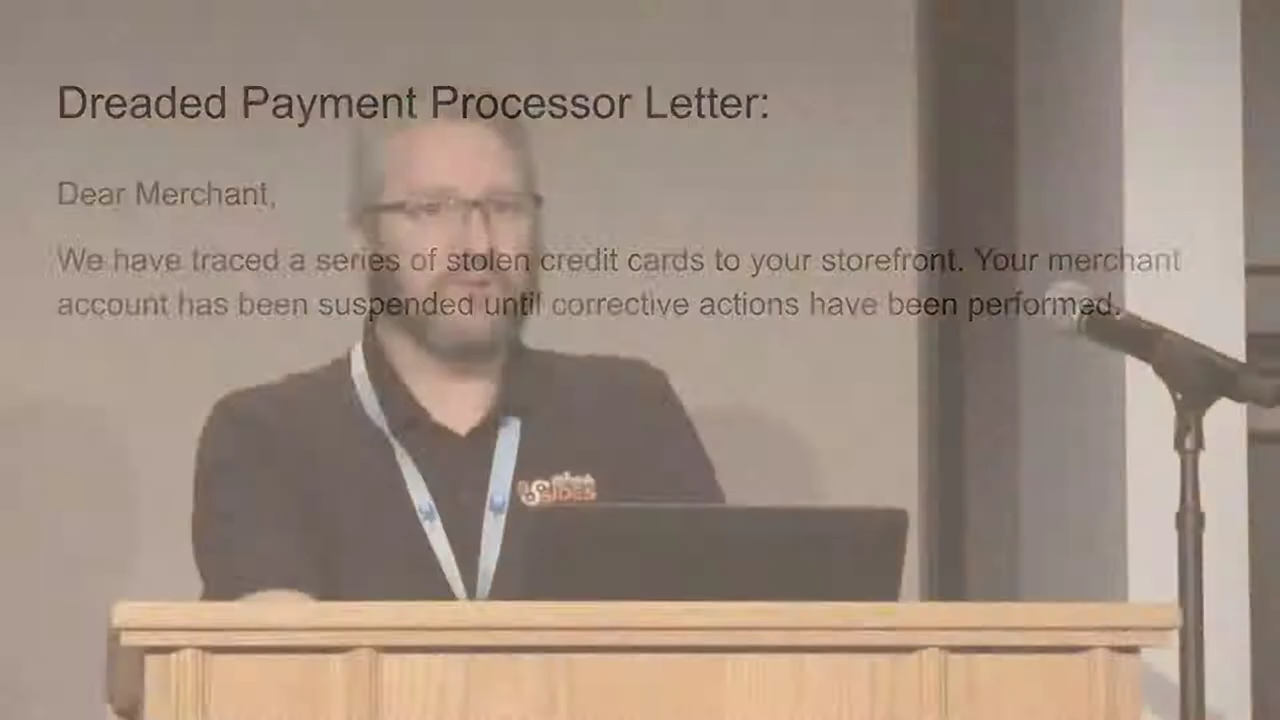 Dreaded Payment Processor Letter:
Dear Merchant,
We have traced a series of stolen credit cards to your storefront. Your merchant
account has been suspended until corrective actions have been performed.
SIDES